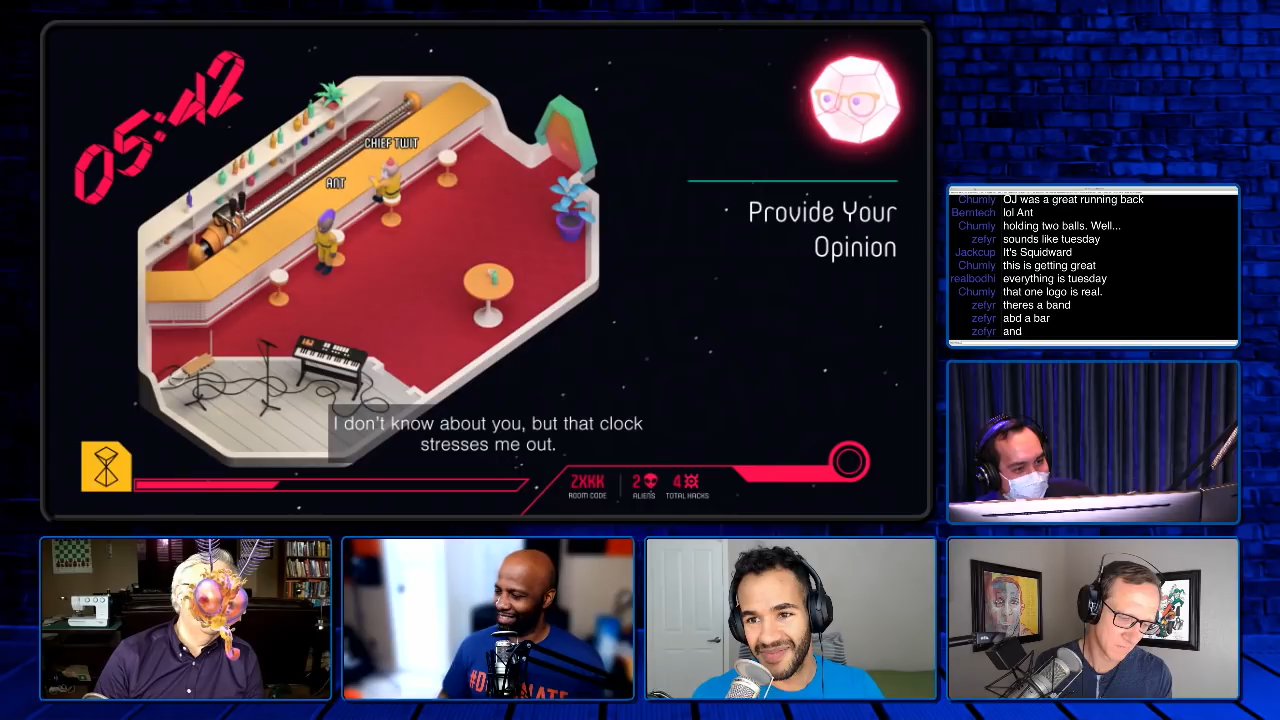 05:42
CHIEF TWIT
ANT
Provide Your
Opinion
I don't know about you, but that clock
stresses me out.
ZXKK
ROOM CODE
2
ALIENS
4
TOTAL HACKS
Chumly OJ was a great running back
Berntech lol Ant
Chumly holding two balls. Well...
zefyr sounds like tuesday
Jackcup It's Squidward
Chumly this is getting great
realbodhi everything is tuesday
Chumly that one logo is real.
zefyr theres a band
zefyr abd a bar
zefyr and